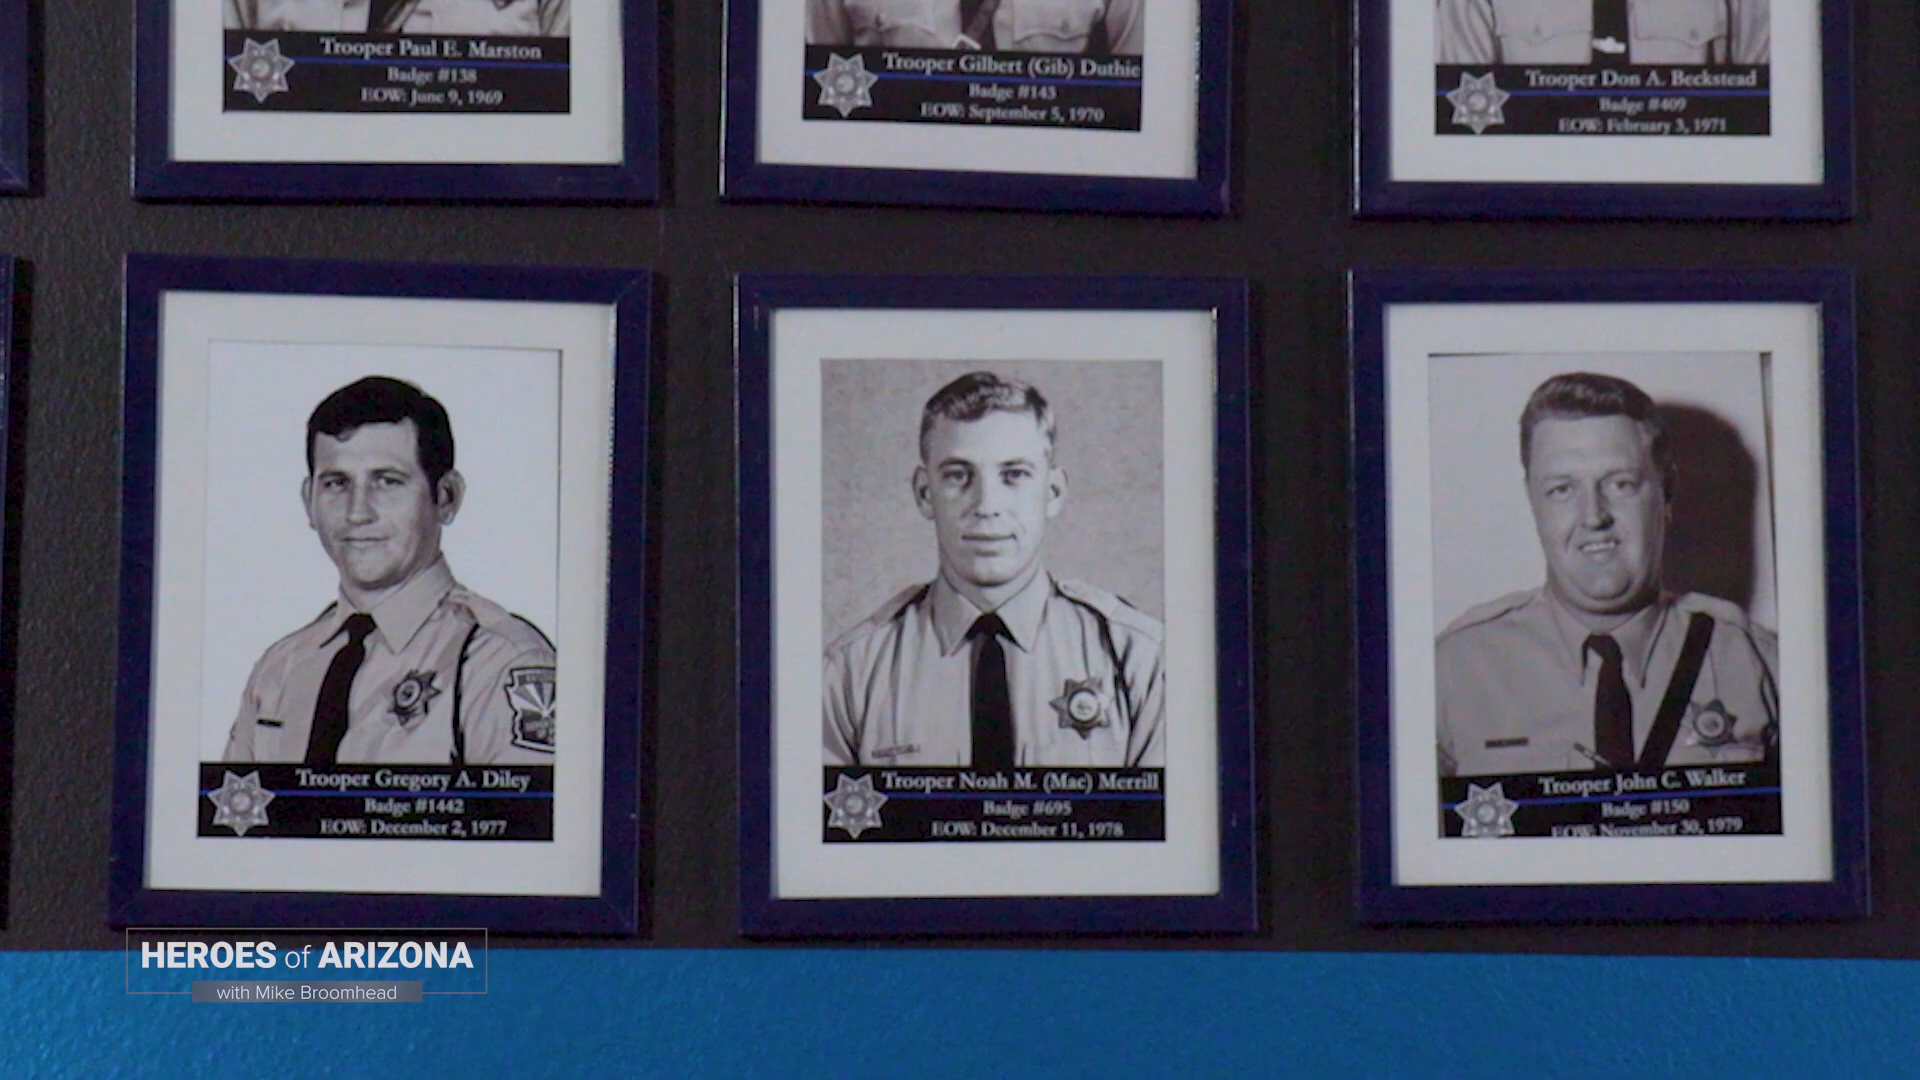 Trooper Paul E. Marston
Badge #138
EOW: June 9, 1969
Trooper Gilbert (Gib) Duthie
Badge #143
EOW: September 5, 1970
Trooper Don A. Beckstead
Badge #409
EOW: February 3, 1971
Trooper Gregory A. Diley
Badge #1442
EOW: December 2, 1977
Trooper Noah M. (Mac) Merrill
Badge #695
EOW: December 11, 1978
Trooper John C. Walker
Badge #150
EOW: November 30, 1979
HEROES of ARIZONA
with Mike Broomhead